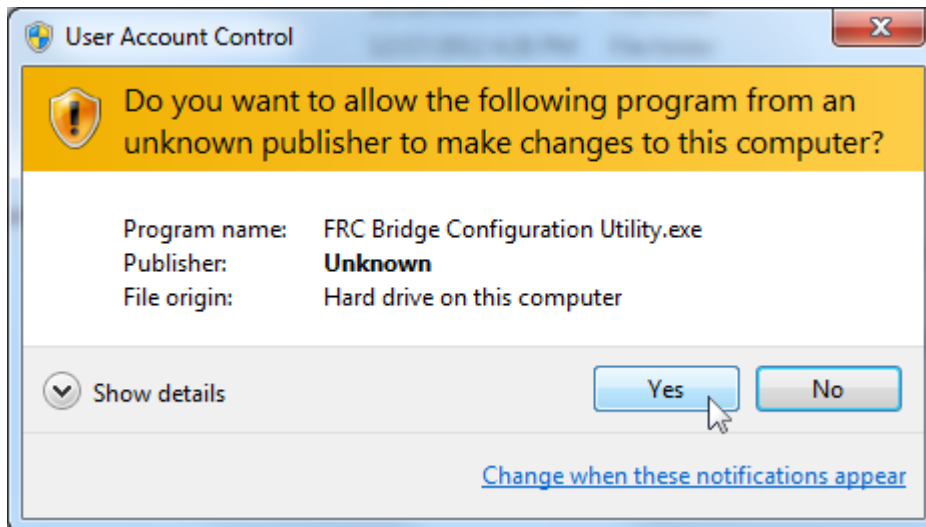 User Account Control
Do you want to allow the following program from an
unknown publisher to make changes to this computer?
Program name: FRC Bridge Configuration Utility.exe
Publisher: Unknown
File origin: Hard drive on this computer
Show details
Yes
No
Change when these notifications appear